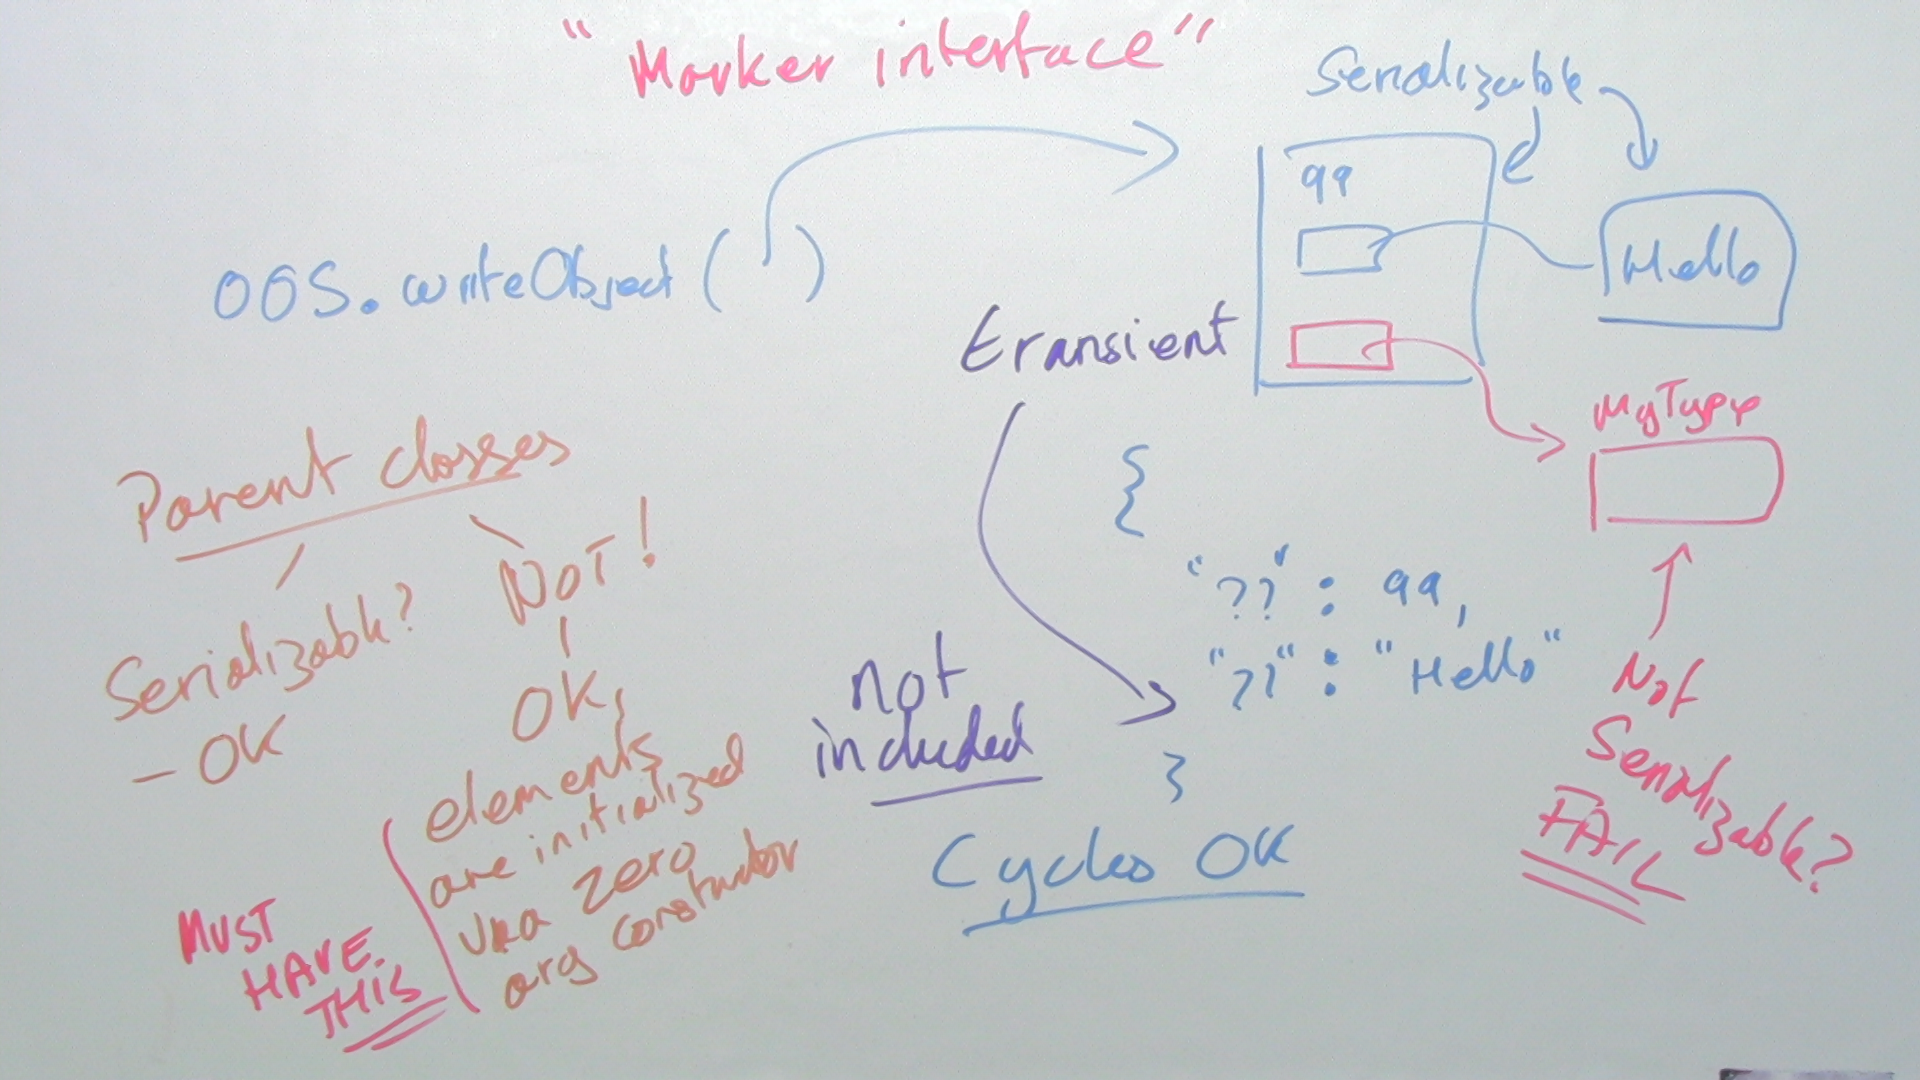 "Marker interface"
Serializable
99
Hello
OOS.writeObject( )
transient
MyType
Parent classes
{
NOT!
"??" : 99,
Serializable?
"??" : "Hello"
- OK
OK,
not
included
}
Not
Serializable?
FAIL
elements
are initialized
via zero
arg constructor
Cycles OK
MUST
HAVE
THIS